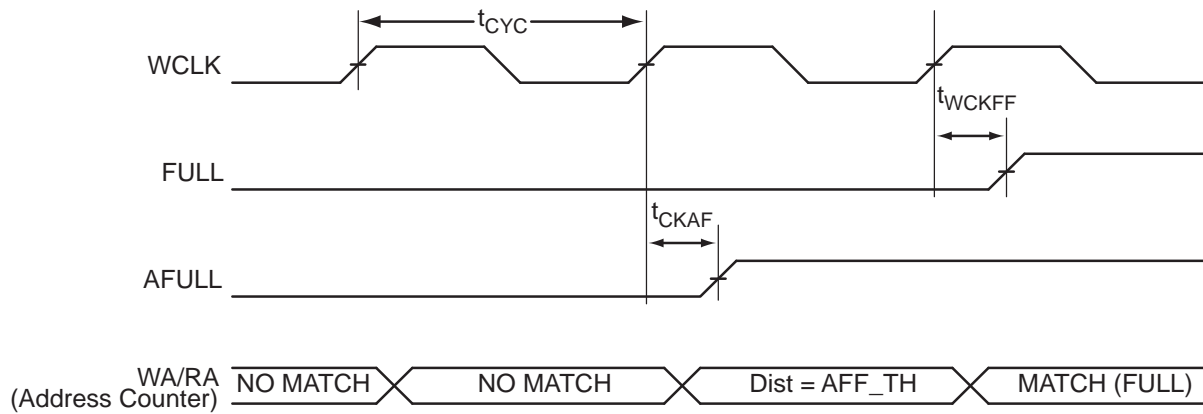 tCYC
WCLK
tWCKFF
FULL
tCKAF
AFULL
WA/RA
(Address Counter)
NO MATCH
NO MATCH
Dist = AFF_TH
MATCH (FULL)